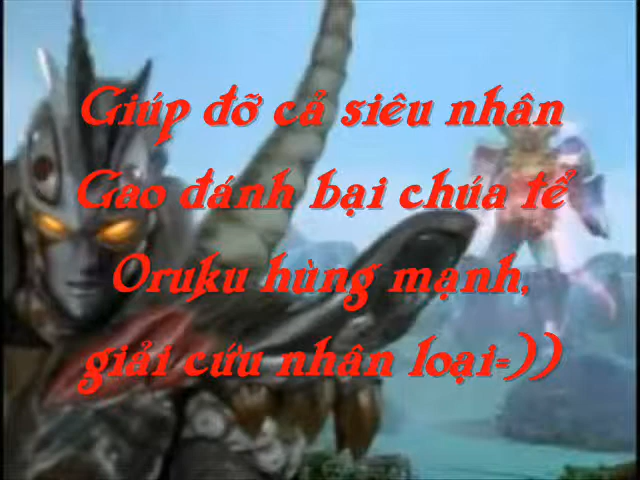 Giúp đỡ cả siêu nhân
Gao đánh bại chúa tể
Oruku hùng mạnh,
giải cứu nhân loại=))